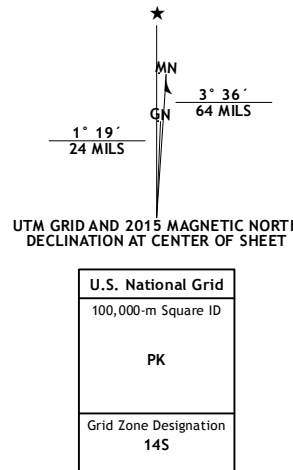 ★
MN
3° 36´
64 MILS
GN
1° 19´
24 MILS
UTM GRID AND 2015 MAGNETIC NORTH
DECLINATION AT CENTER OF SHEET
U.S. National Grid
100,000-m Square ID
PK
Grid Zone Designation
14S